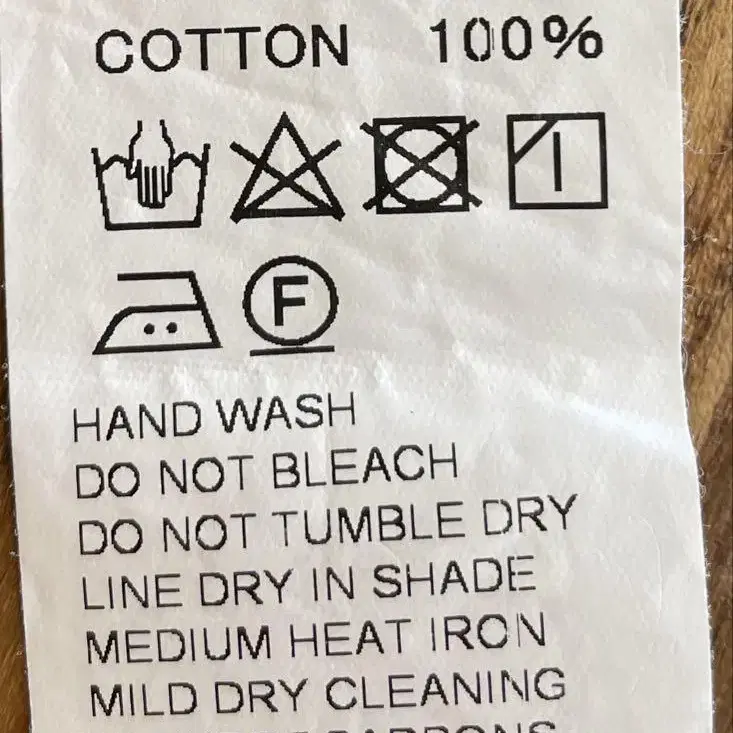 COTTON 100%
F
HAND WASH
DO NOT BLEACH
DO NOT TUMBLE DRY
LINE DRY IN SHADE
MEDIUM HEAT IRON
MILD DRY CLEANING